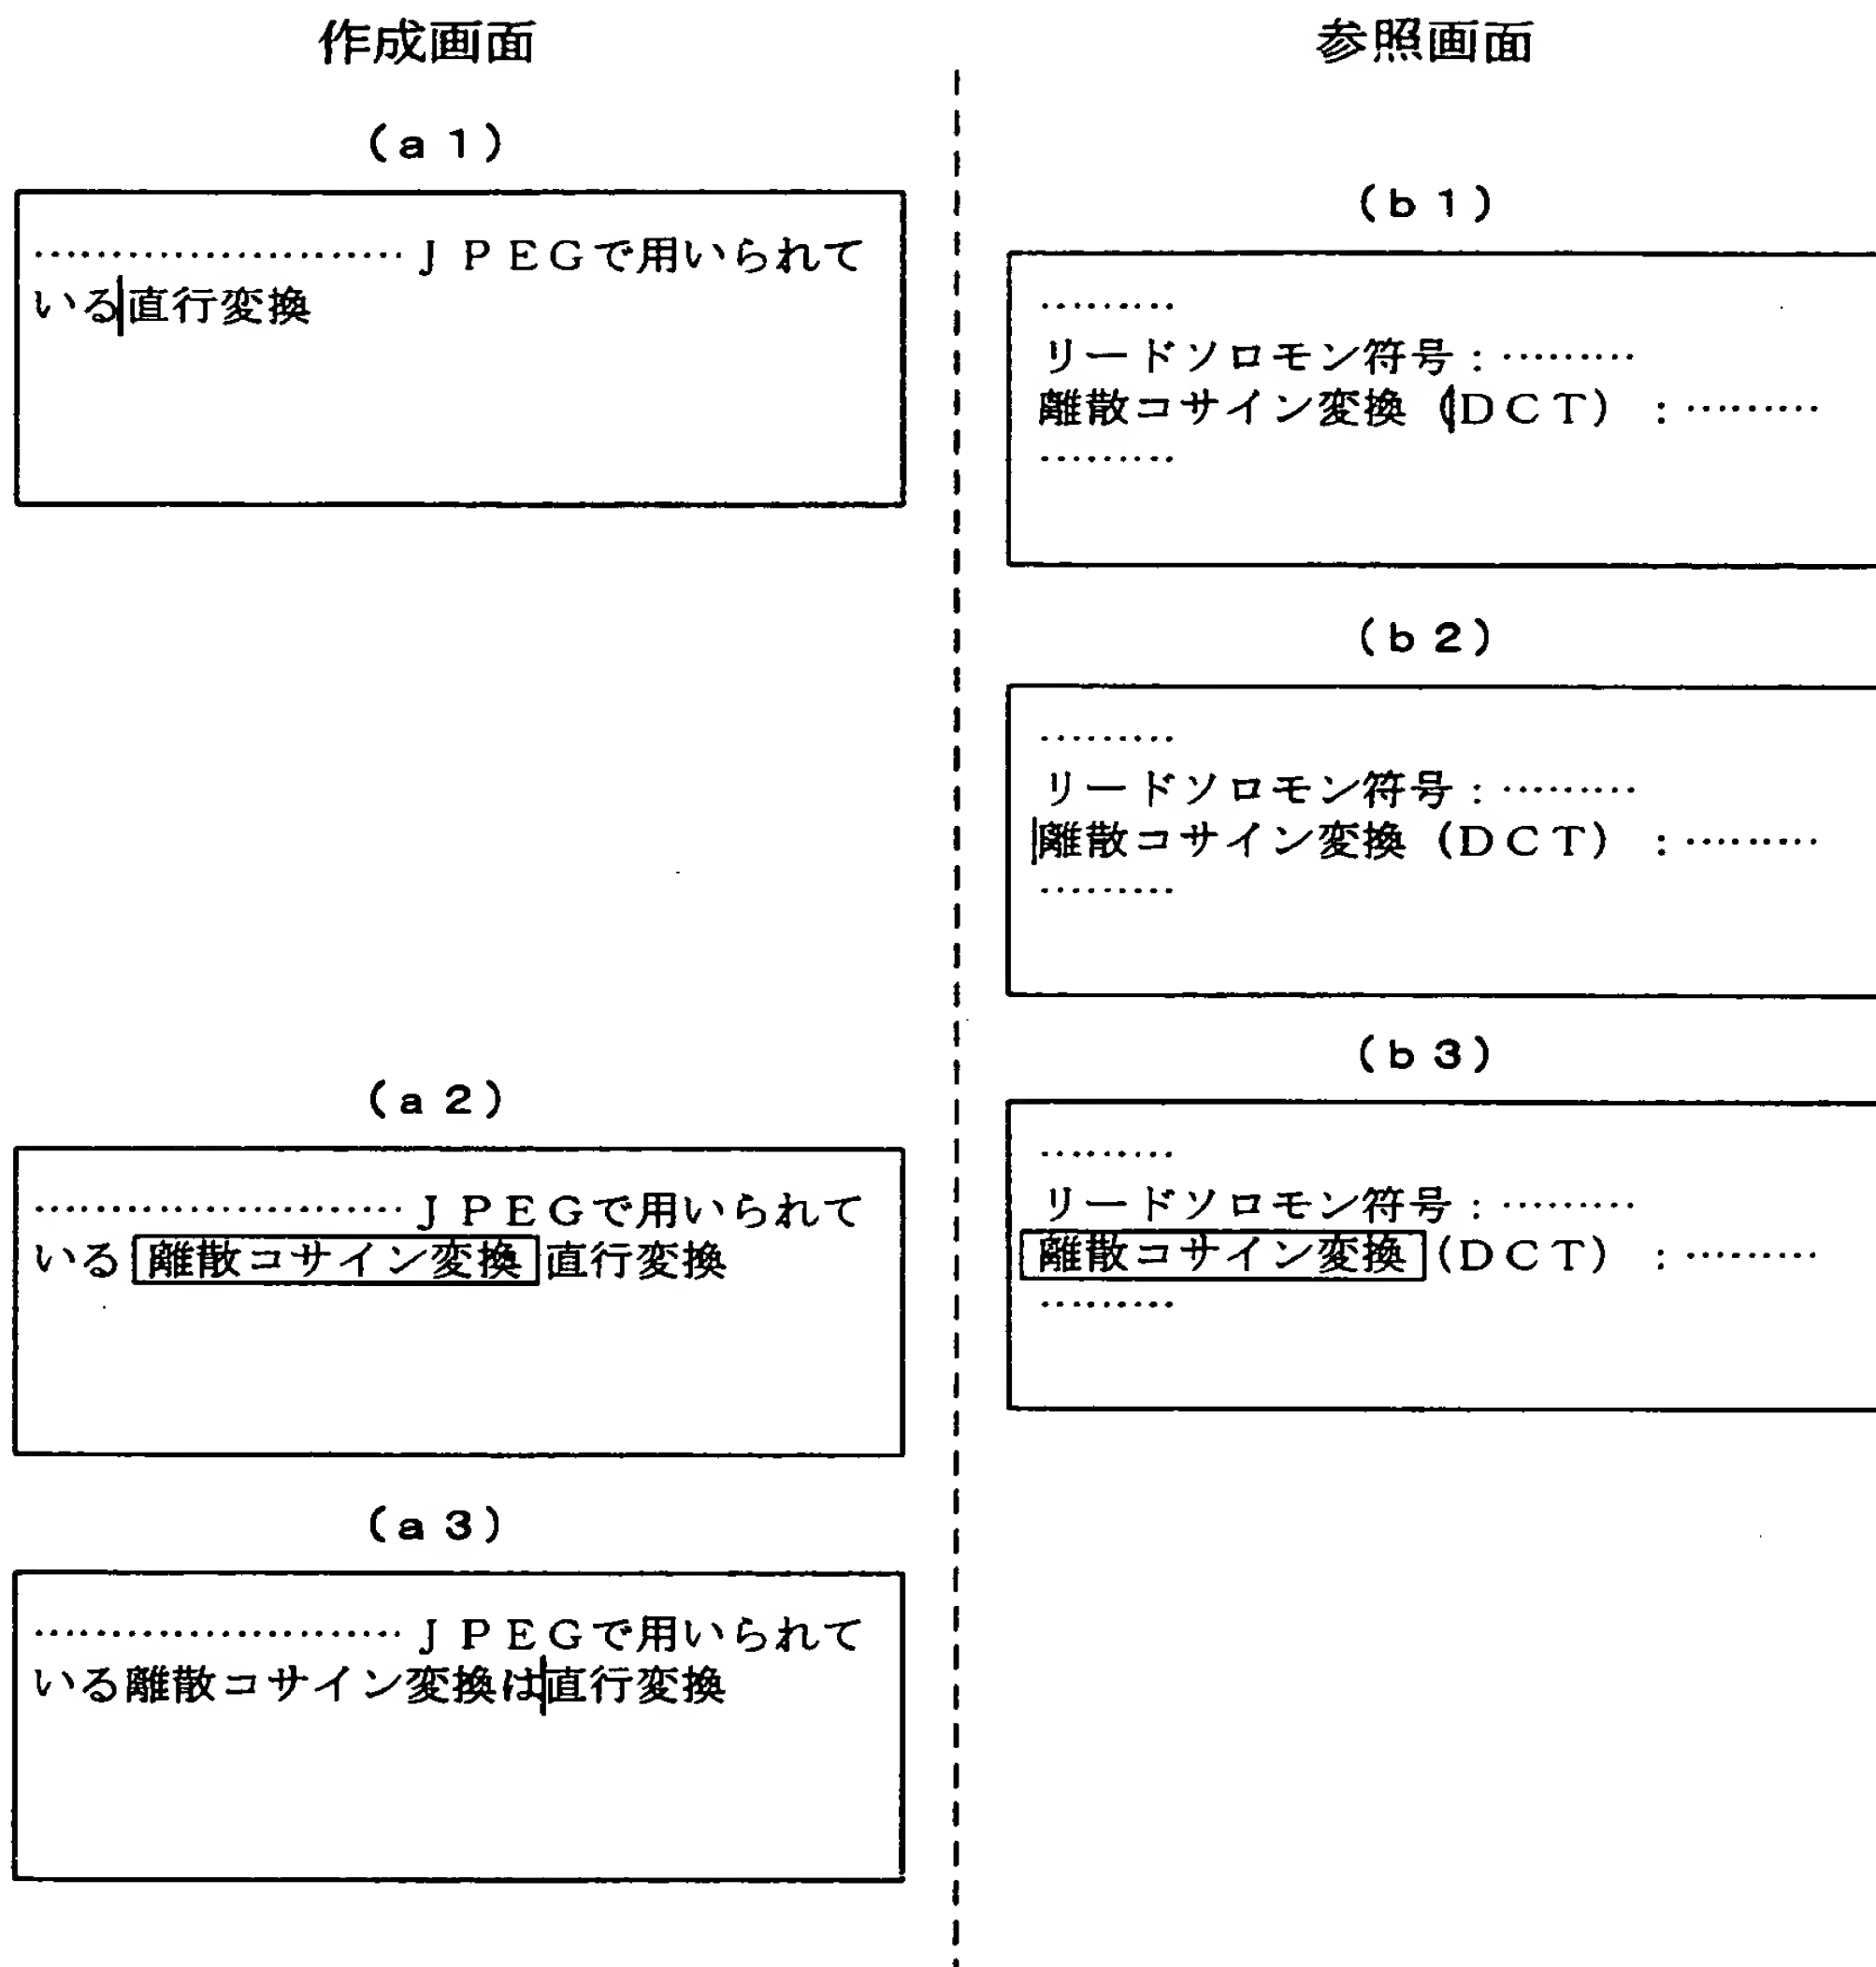 作成画面
(a1)
……………………JPEGで用いられて
いる直行変換
(a2)
……………………JPEGで用いられて
いる離散コサイン変換直行変換
(a3)
……………………JPEGで用いられて
いる離散コサイン変換は直行変換
参照画面
(b1)
………
リードソロモン符号:………
離散コサイン変換(DCT):………
………
(b2)
………
リードソロモン符号:………
離散コサイン変換(DCT):………
………
(b3)
………
リードソロモン符号:………
離散コサイン変換(DCT):………
………